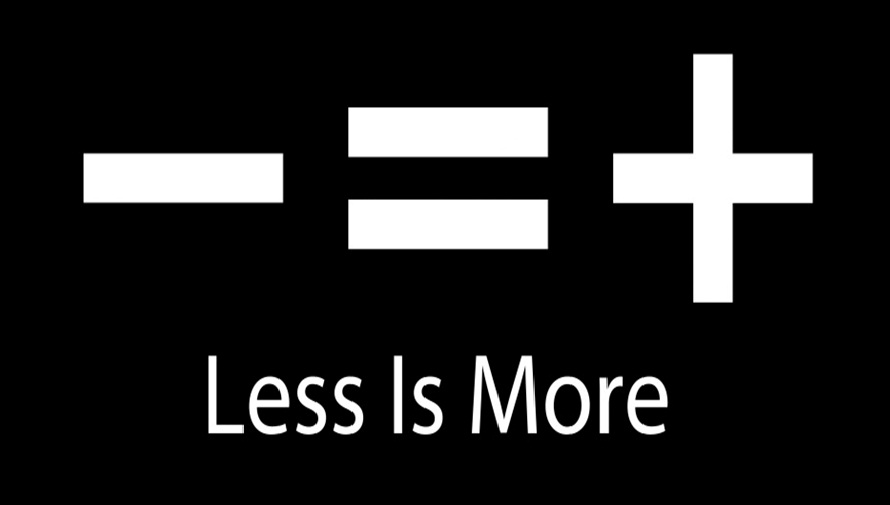 − = +
Less Is More